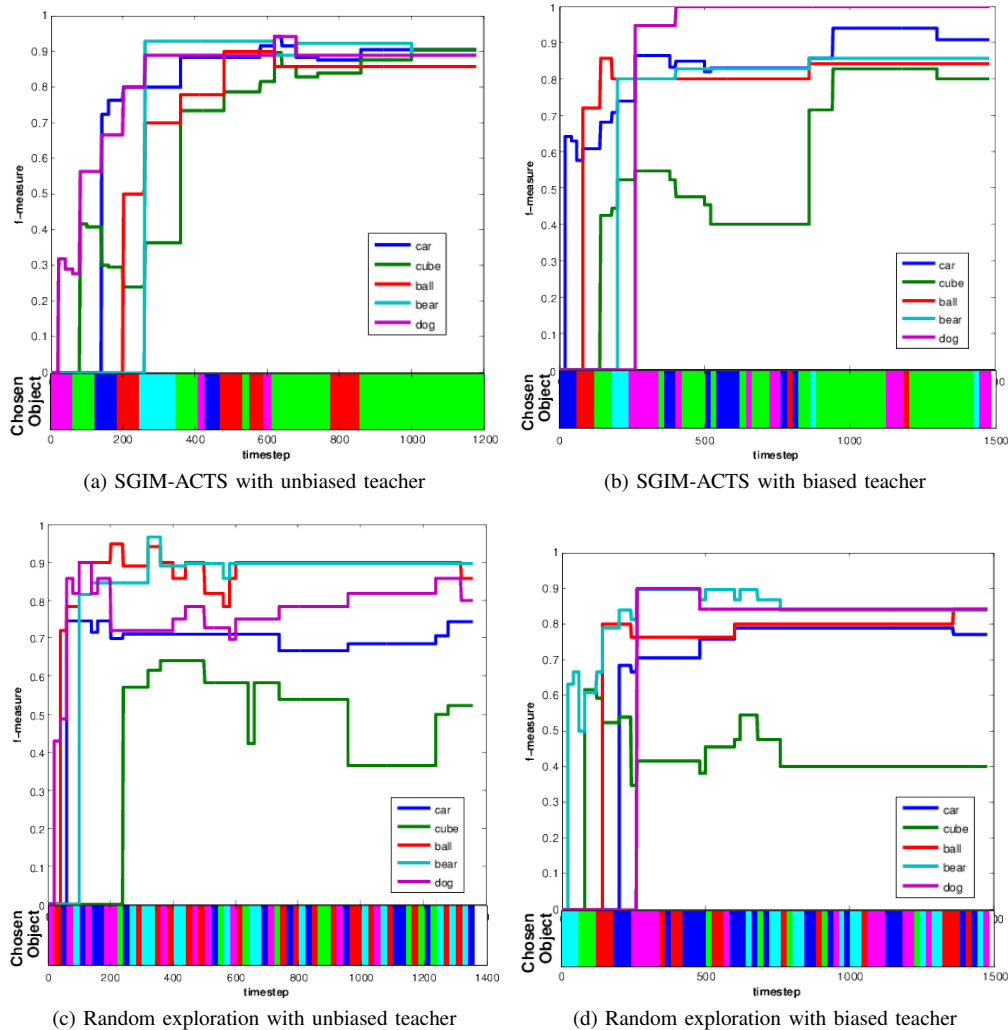 1
0.9
0.8
0.7
0.6
0.5
0.4
0.3
0.2
0.1
0
f-measure
car
cube
ball
bear
dog
Chosen
Object
0 200 400 600 800 1000 1200
timestep
(a) SGIM-ACTS with unbiased teacher
1
0.9
0.8
0.7
0.6
0.5
0.4
0.3
0.2
0.1
0
f-measure
car
cube
ball
bear
dog
Chosen
Object
0 500 1000 1500
timestep
(b) SGIM-ACTS with biased teacher
1
0.9
0.8
0.7
0.6
0.5
0.4
0.3
0.2
0.1
0
f-measure
car
cube
ball
bear
dog
Chosen
Object
0 200 400 600 800 1000 1200 1400
timestep
(c) Random exploration with unbiased teacher
1
0.9
0.8
0.7
0.6
0.5
0.4
0.3
0.2
0.1
0
f-measure
car
cube
ball
bear
dog
Chosen
Object
0 500 1000 1500
timestep
(d) Random exploration with biased teacher